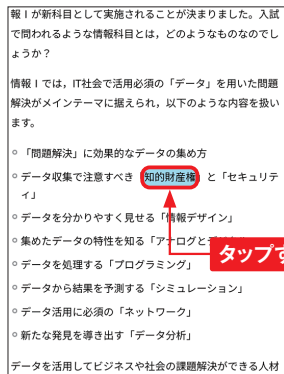 報Ⅰが新科目として実施されることが決まりました。入試
で問われるような情報科目とは、どのようなものなのでし
ょうか？
情報Ⅰでは，IT社会で活用必須の「データ」を用いた問題
解決がメインテーマに据えられ，以下のような内容を扱い
ます。
○ 「問題解決」に効果的なデータの集め方
○ データ収集で注意すべき「知的財産権」と「セキュリテ
ィ」
○ データを分かりやすく見せる「情報デザイン」
○ 集めたデータの特性を知る「アナログと
○ データを処理する「プログラミング」
タップす
○ データから結果を予測する「シミュレーション」
○ データ活用に必須の「ネットワーク」
○ 新たな発見を導き出す「データ分析」
データを活用してビジネスや社会の課題解決ができる人材